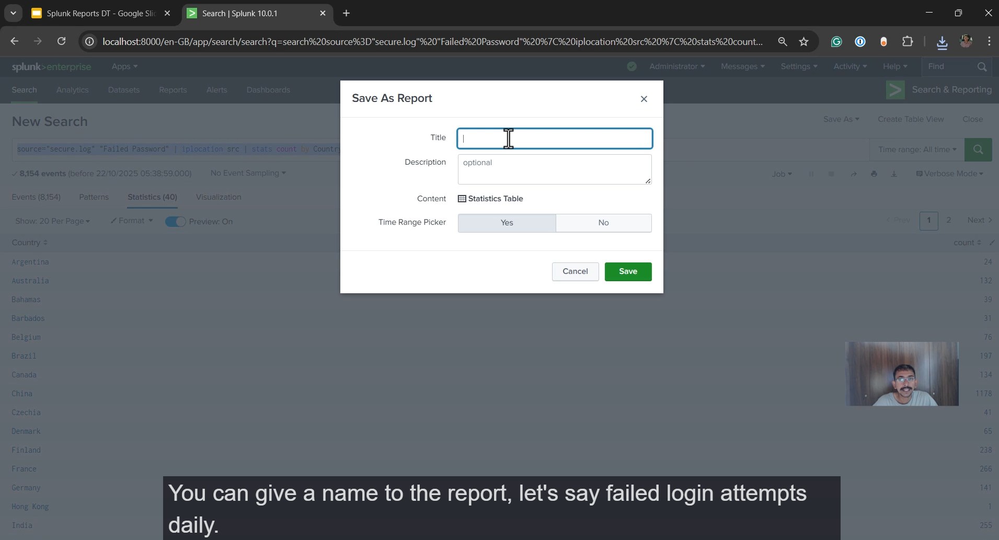 Splunk Reports DT - Google Slic
Search | Splunk 10.0.1
localhost:8000/en-GB/app/search/search?q=search%20source%3D"secure.log"%20"Failed%20Password"%20%7C%20iplocation%20src%20%7C%20stats%20count...
splunk>enterprise Apps Administrator Messages Settings Activity Help Find
Search Analytics Datasets Reports Alerts Dashboards Search & Reporting
New Search Save As Create Table View Close
source="secure.log" "Failed Password" | iplocation src | stats count by Country Time range: All time
8,154 events (before 22/10/2025 05:38:59.000) No Event Sampling Job Verbose Mode
Events (8,154) Patterns Statistics (40) Visualization
Show: 20 Per Page Format Preview: On < Prev 1 2 Next >
Country count
Argentina 24
Australia 132
Bahamas 39
Barbados 31
Belgium 76
Brazil 197
Canada 134
China 1178
Czechia 41
Denmark 65
Finland 238
France 266
Germany 141
Hong Kong 1
India 255
Save As Report
Title
Description optional
Content Statistics Table
Time Range Picker Yes No
Cancel Save
You can give a name to the report, let's say failed login attempts
daily.